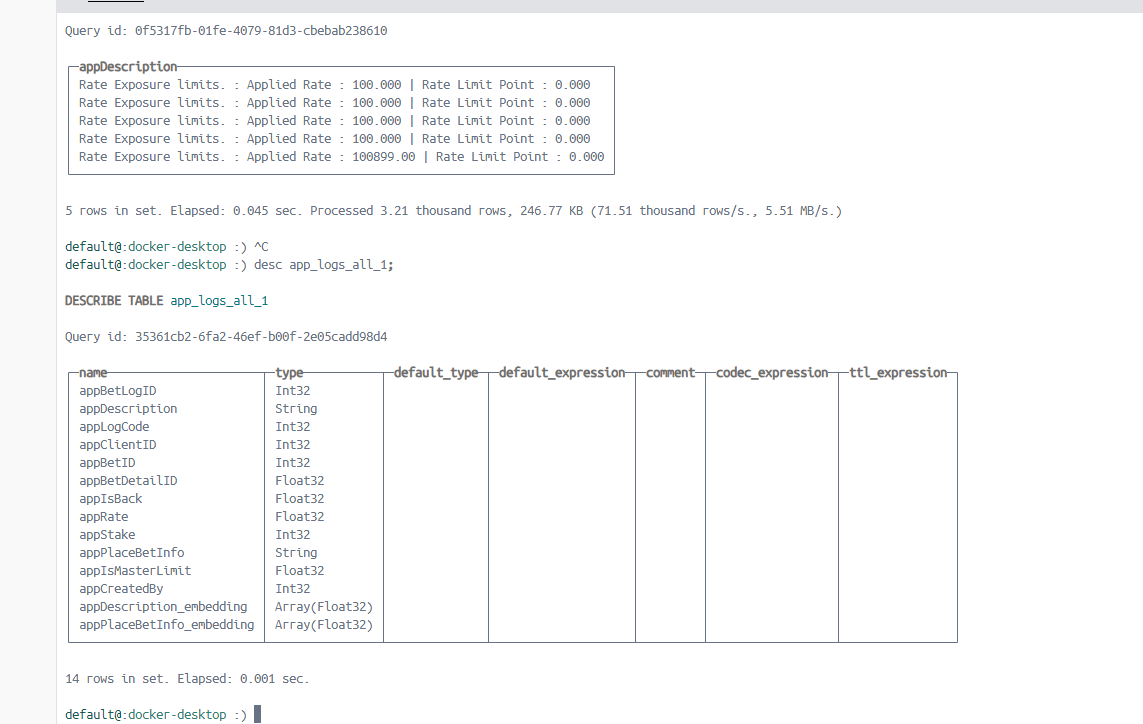 Query id: 0f5317fb-01fe-4079-81d3-cbebab238610
appDescription
Rate Exposure limits. : Applied Rate : 100.000 | Rate Limit Point : 0.000
Rate Exposure limits. : Applied Rate : 100.000 | Rate Limit Point : 0.000
Rate Exposure limits. : Applied Rate : 100.000 | Rate Limit Point : 0.000
Rate Exposure limits. : Applied Rate : 100.000 | Rate Limit Point : 0.000
Rate Exposure limits. : Applied Rate : 100899.00 | Rate Limit Point : 0.000
5 rows in set. Elapsed: 0.045 sec. Processed 3.21 thousand rows, 246.77 KB (71.51 thousand rows/s., 5.51 MB/s.)
default@:docker-desktop :) ^C
default@:docker-desktop :) desc app_logs_all_1;
DESCRIBE TABLE app_logs_all_1
Query id: 35361cb2-6fa2-46ef-b00f-2e05cadd98d4
name type default_type default_expression comment codec_expression ttl_expression
appBetLogID Int32
appDescription String
appLogCode Int32
appClientID Int32
appBetID Int32
appBetDetailID Float32
appIsBack Float32
appRate Float32
appStake Int32
appPlaceBetInfo String
appIsMasterLimit Float32
appCreatedBy Int32
appDescription_embedding Array(Float32)
appPlaceBetInfo_embedding Array(Float32)
14 rows in set. Elapsed: 0.001 sec.
default@:docker-desktop :)